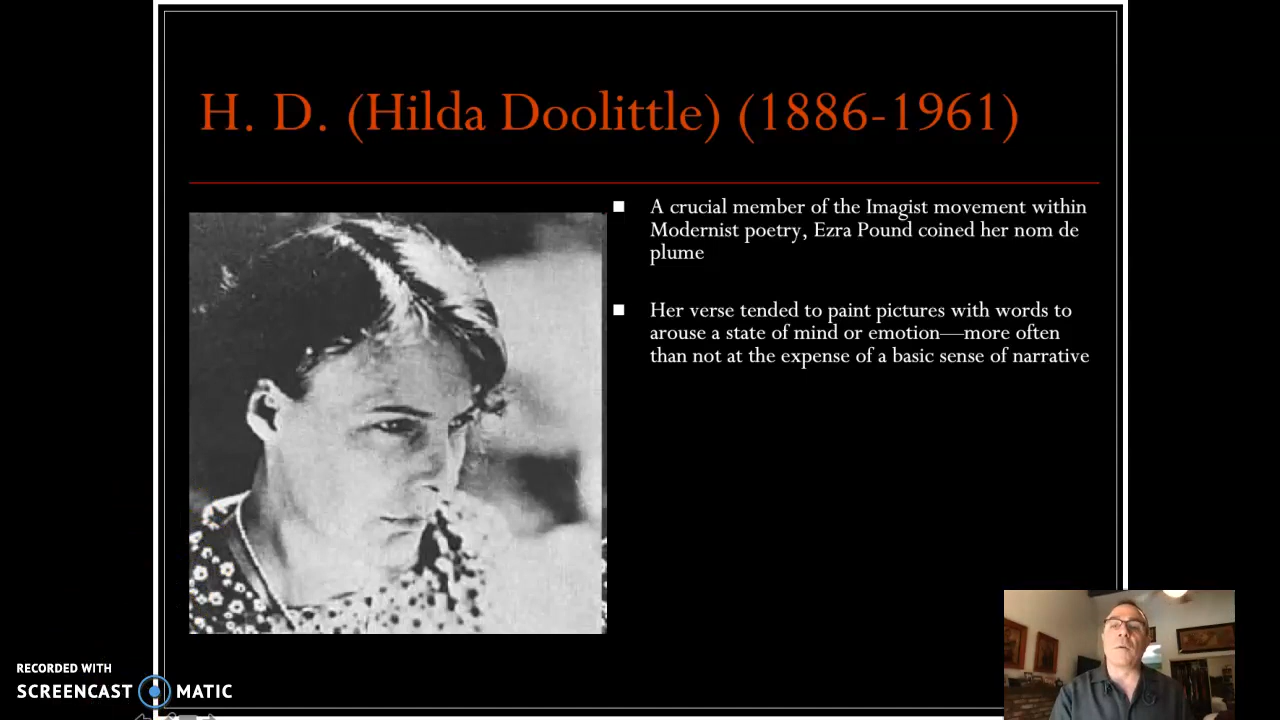 H. D. (Hilda Doolittle) (1886-1961)
A crucial member of the Imagist movement within
Modernist poetry, Ezra Pound coined her nom de
plume
Her verse tended to paint pictures with words to
arouse a state of mind or emotion—more often
than not at the expense of a basic sense of narrative
RECORDED WITH
SCREENCAST MATIC